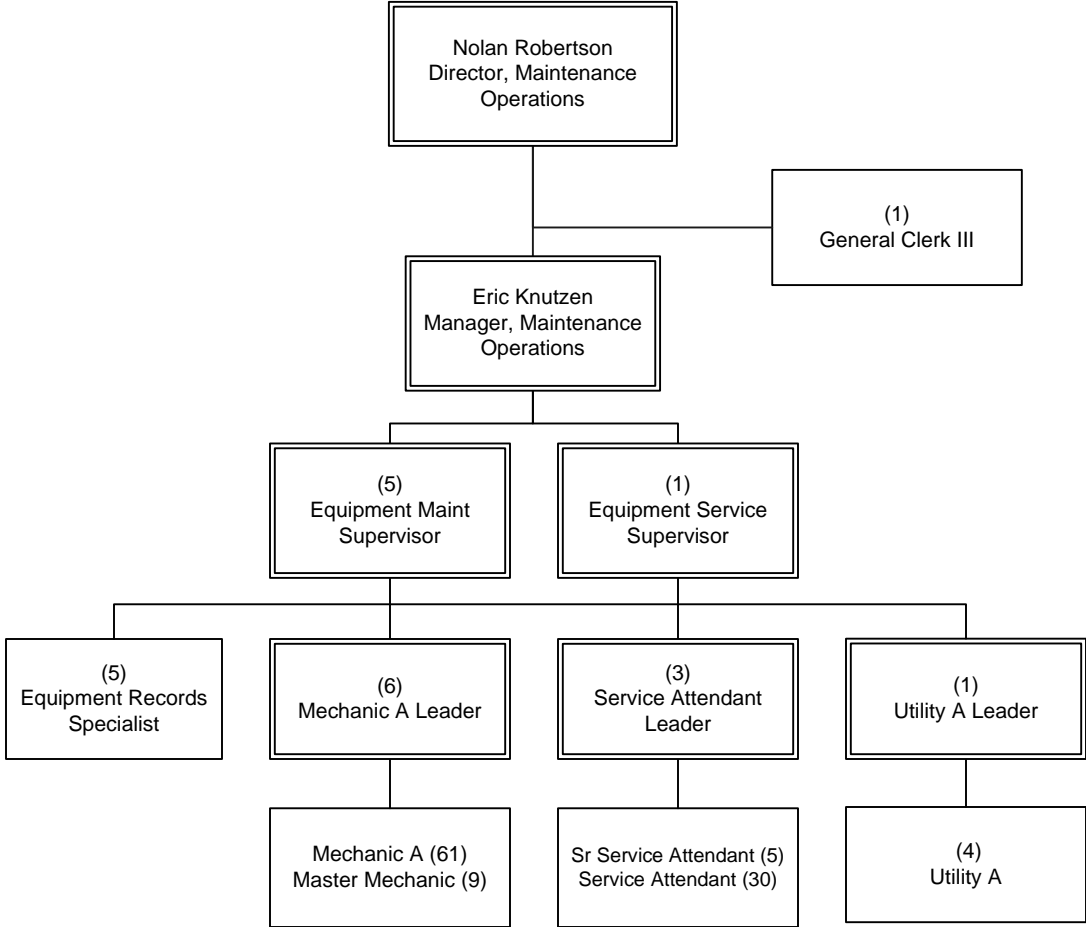 Nolan Robertson
Director, Maintenance
Operations
(1)
General Clerk III
Eric Knutzen
Manager, Maintenance
Operations
(5)
Equipment Maint
Supervisor
(1)
Equipment Service
Supervisor
(5)
Equipment Records
Specialist
(6)
Mechanic A Leader
(3)
Service Attendant
Leader
(1)
Utility A Leader
Mechanic A (61)
Master Mechanic (9)
Sr Service Attendant (5)
Service Attendant (30)
(4)
Utility A